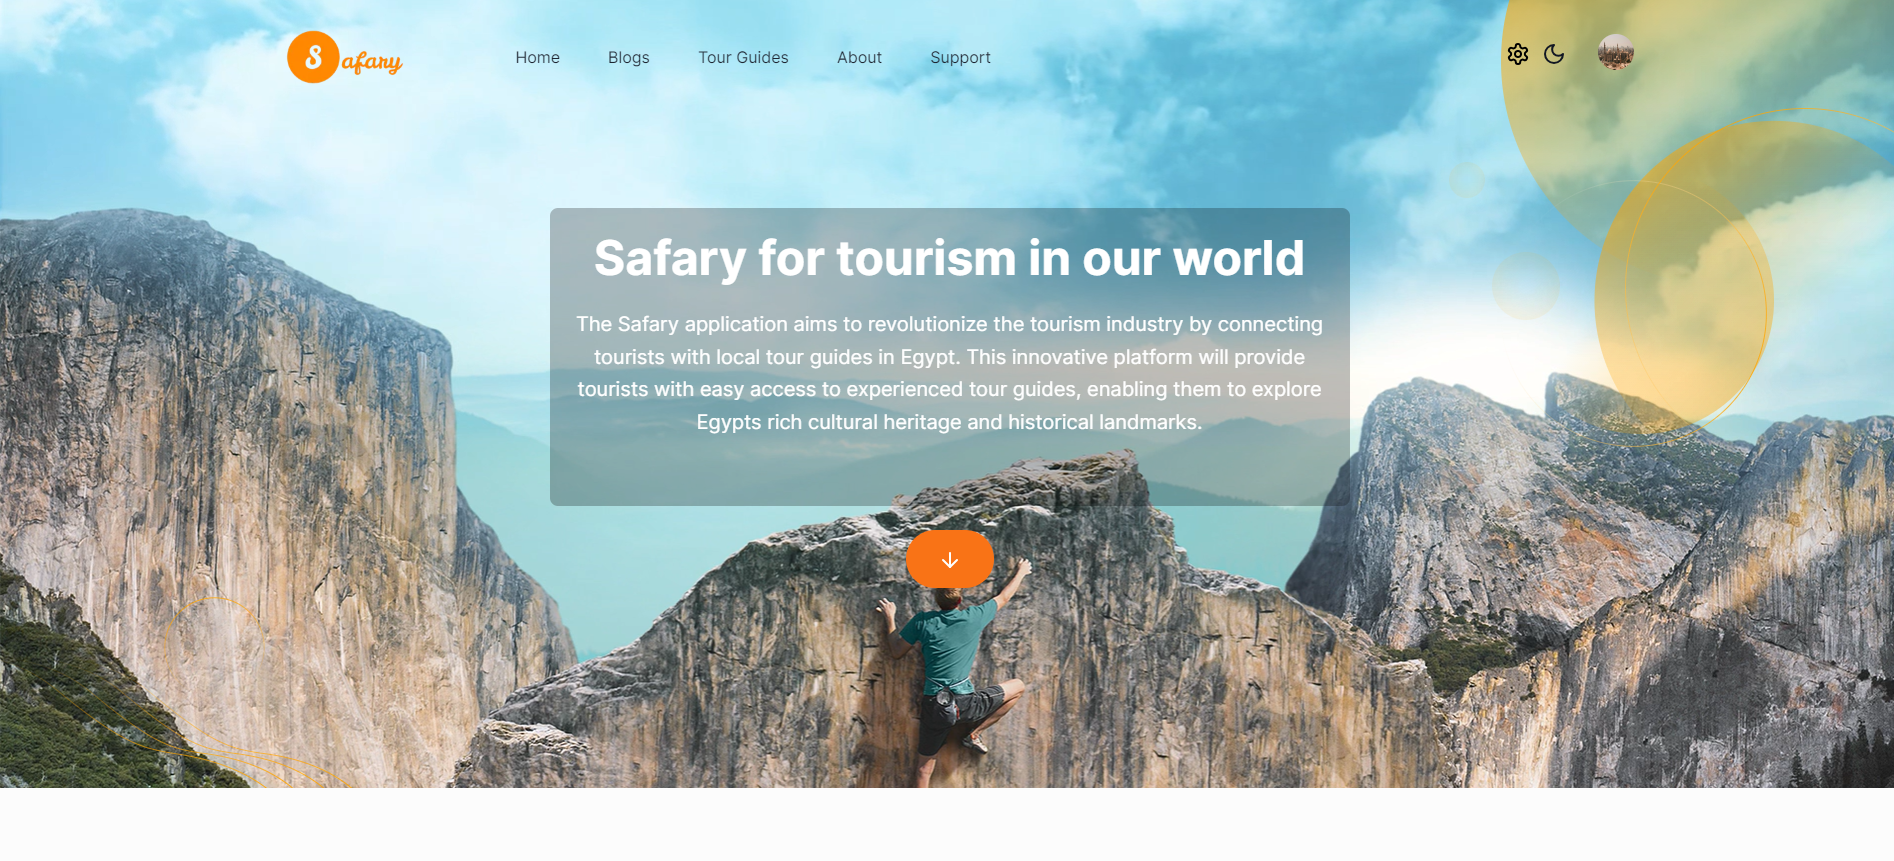 Safary
Home Blogs Tour Guides About Support
Safary for tourism in our world
The Safary application aims to revolutionize the tourism industry by connecting
tourists with local tour guides in Egypt. This innovative platform will provide
tourists with easy access to experienced tour guides, enabling them to explore
Egypts rich cultural heritage and historical landmarks.